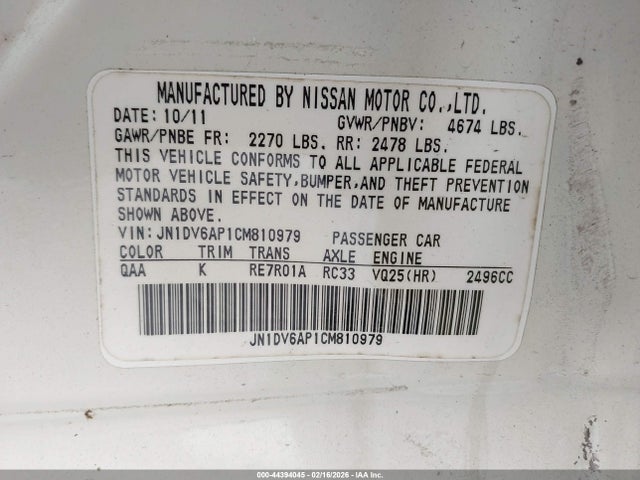 MANUFACTURED BY NISSAN MOTOR CO.,LTD.
DATE: 10/11 GVWR/PNBV: 4674 LBS.
GAWR/PNBE FR: 2270 LBS. RR: 2478 LBS.
THIS VEHICLE CONFORMS TO ALL APPLICABLE FEDERAL
MOTOR VEHICLE SAFETY,BUMPER,AND THEFT PREVENTION
STANDARDS IN EFFECT ON THE DATE OF MANUFACTURE
SHOWN ABOVE.
VIN: JN1DV6AP1CM810979 PASSENGER CAR
COLOR TRIM TRANS AXLE ENGINE
QAA K RE7R01A RC33 VQ25(HR) 2496CC
JN1DV6AP1CM810979
000-44394045 - 02/16/2026 - IAA, Inc.